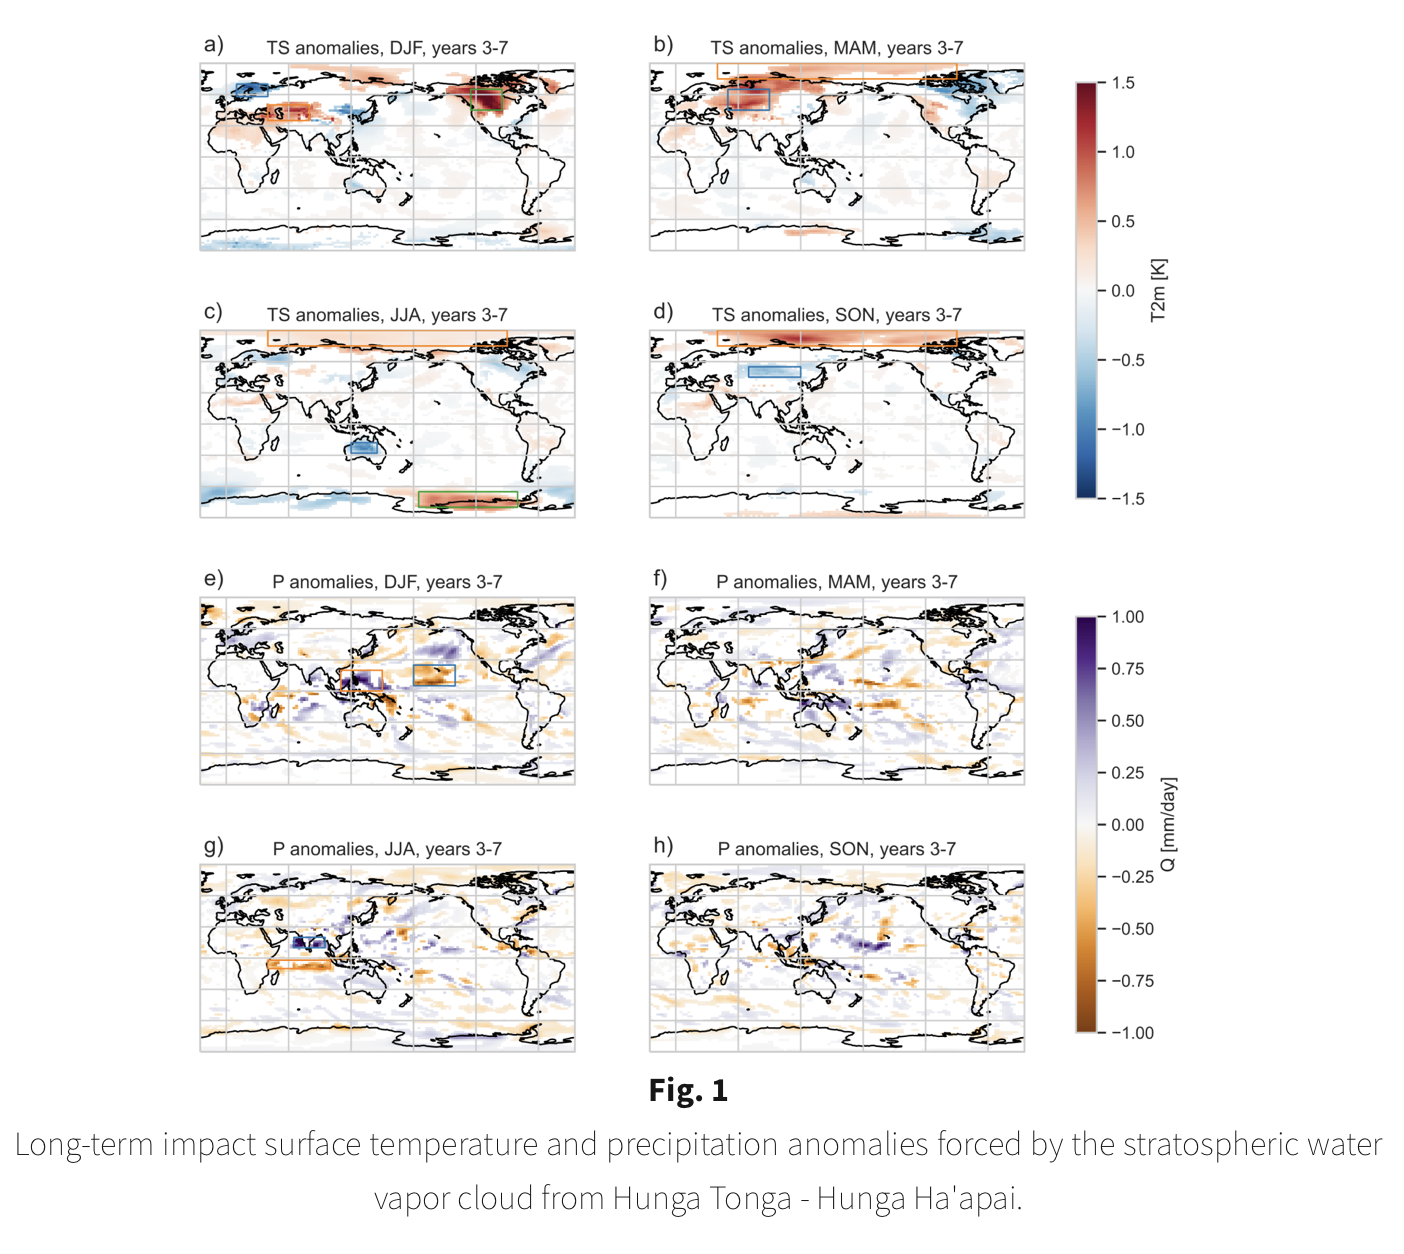 a) TS anomalies, DJF, years 3-7
b) TS anomalies, MAM, years 3-7
1.5
1.0
0.5
0.0
−0.5
−1.0
−1.5
T2m [K]
c) TS anomalies, JJA, years 3-7
d) TS anomalies, SON, years 3-7
e) P anomalies, DJF, years 3-7
f) P anomalies, MAM, years 3-7
1.00
0.75
0.50
0.25
0.00
−0.25
−0.50
−0.75
−1.00
Q [mm/day]
g) P anomalies, JJA, years 3-7
h) P anomalies, SON, years 3-7
Fig. 1
Long-term impact surface temperature and precipitation anomalies forced by the stratospheric water
vapor cloud from Hunga Tonga - Hunga Ha'apai.